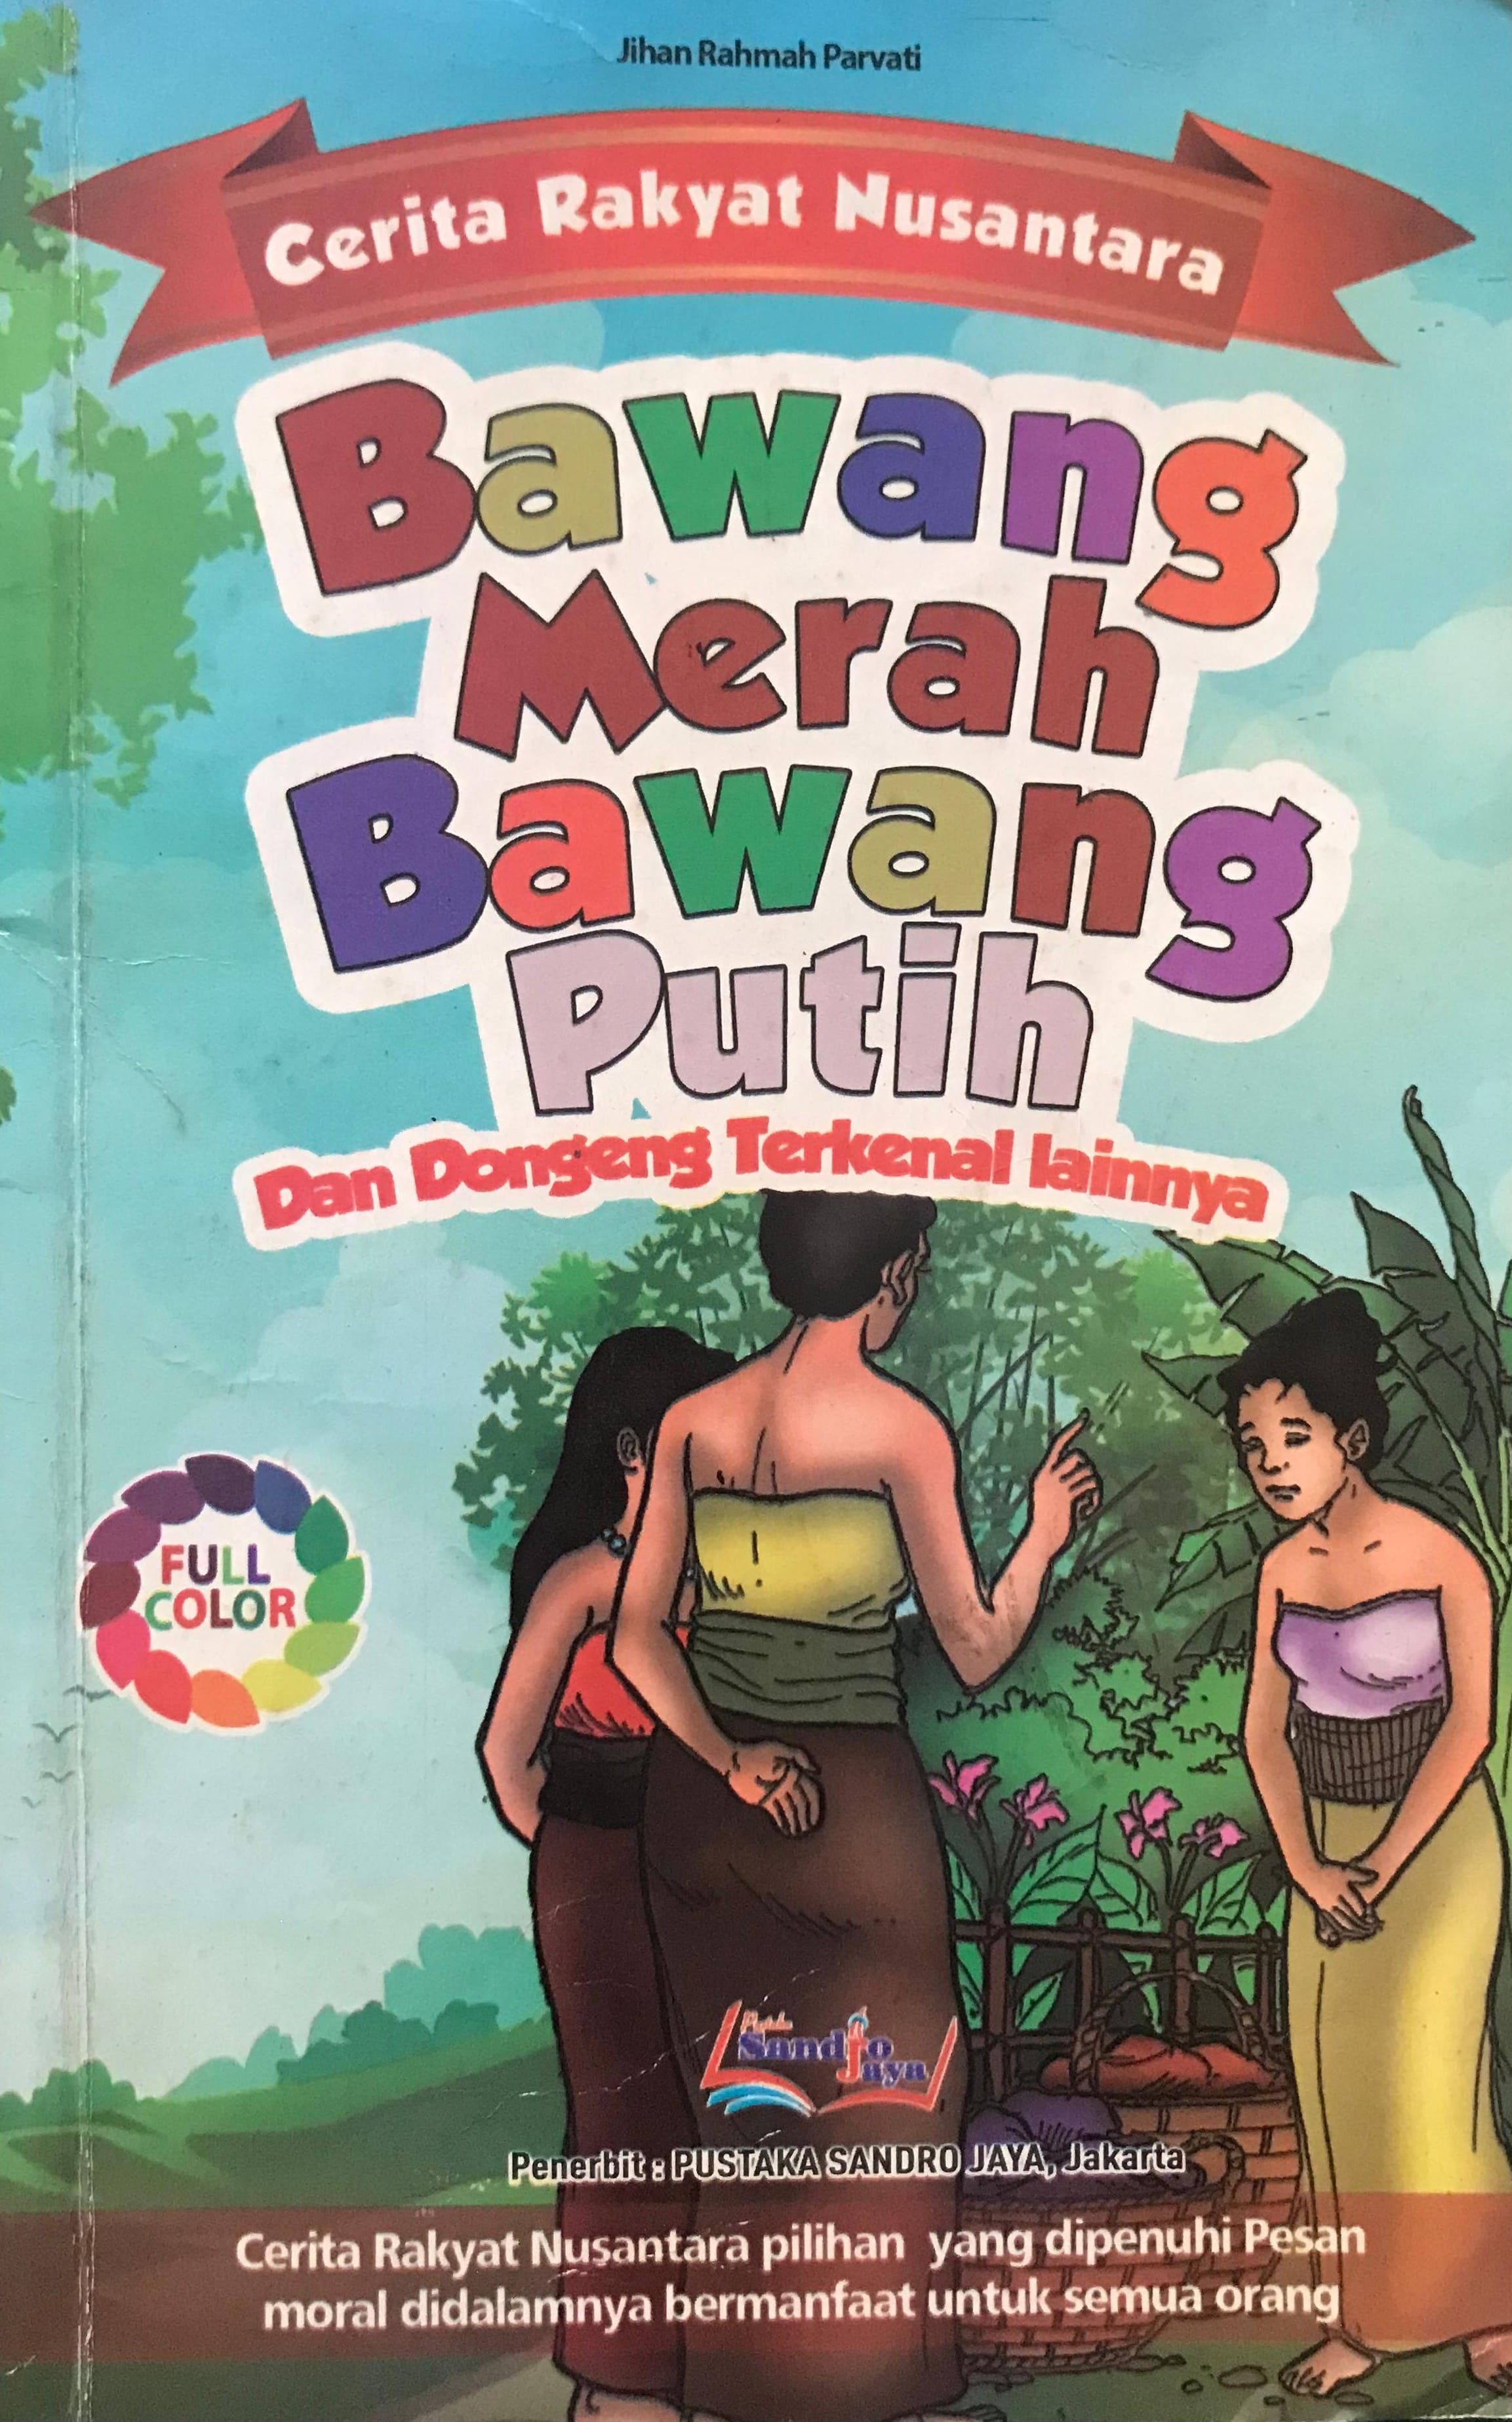 Jihan Rahmah Parvati
Cerita Rakyat Nusantara
Bawang
Merah
Bawang
Putih
Dan Dongeng Terkenal lainnya
FULL
COLOR
Pustaka
Sandro
Jaya
Penerbit : PUSTAKA SANDRO JAYA, Jakarta
Cerita Rakyat Nusantara pilihan yang dipenuhi Pesan
moral didalamnya bermanfaat untuk semua orang